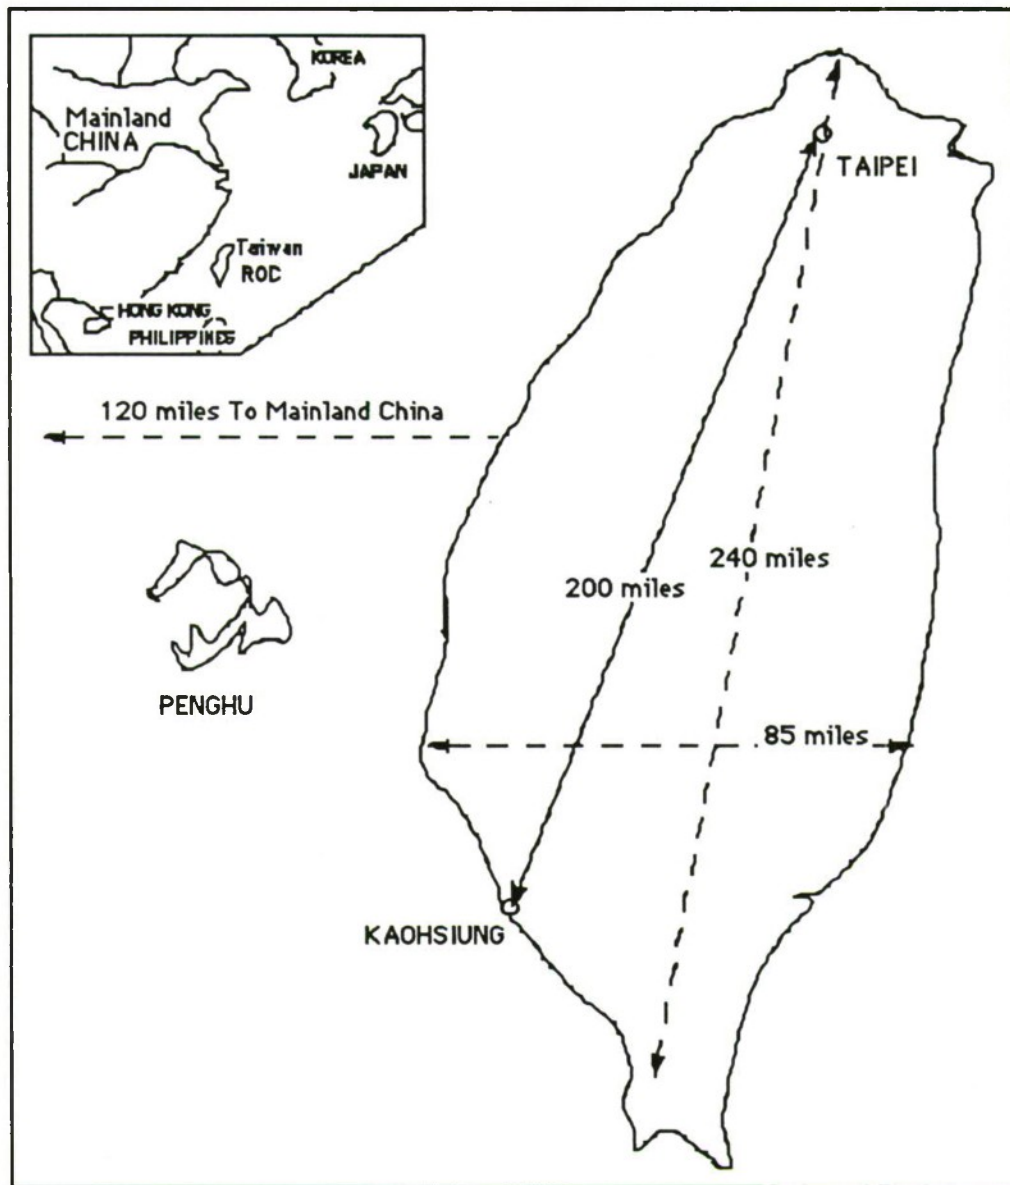 KOREA
Mainland
CHINA
JAPAN
Taiwan
ROC
HONG KONG
PHILIPPINES
TAIPEI
120 miles To Mainland China
240 miles
200 miles
PENGHU
85 miles
KAOHSIUNG